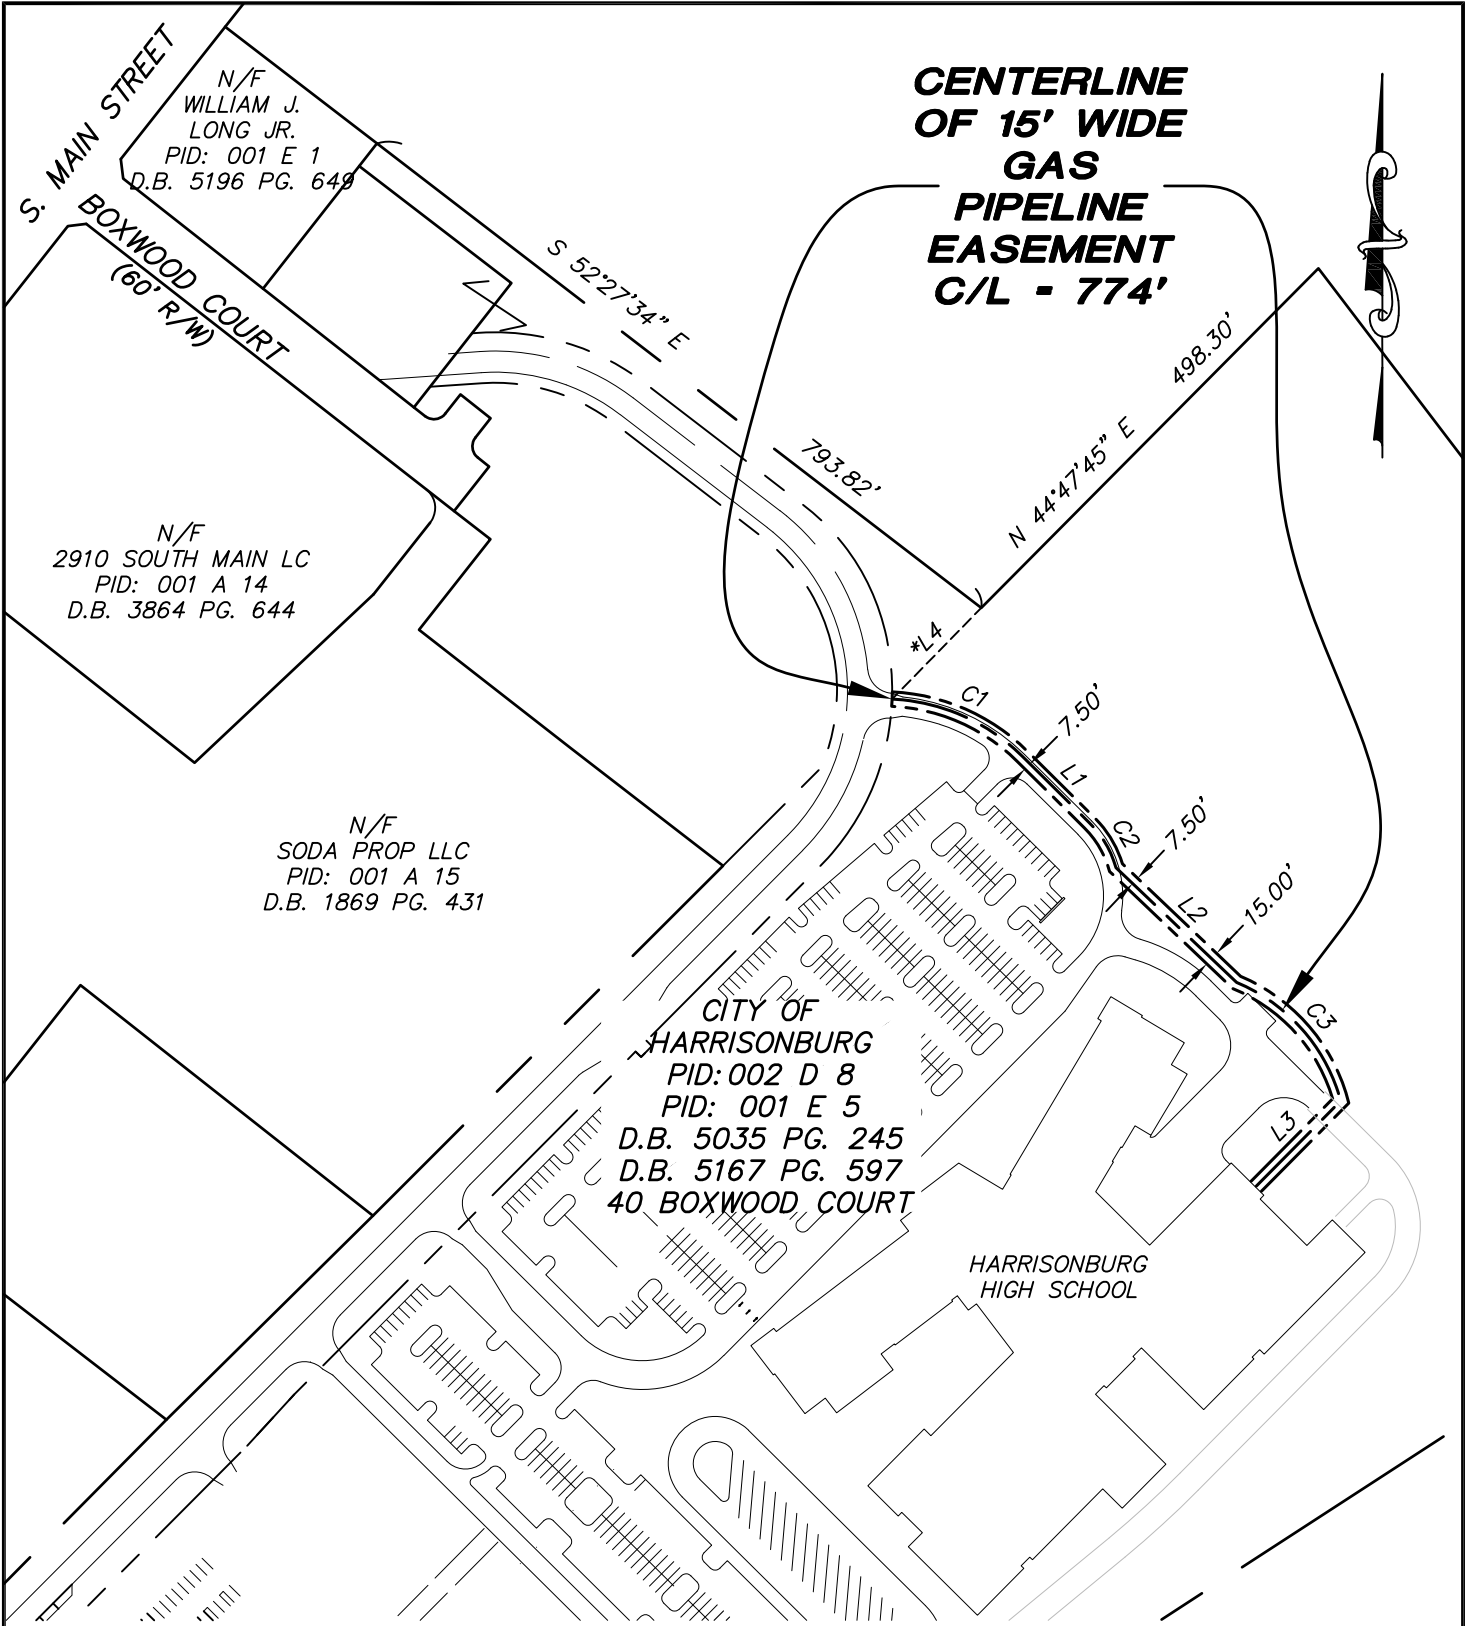 S. MAIN STREET
N/F
WILLIAM J.
LONG JR.
PID: 001 E 1
D.B. 5196 PG. 649
BOXWOOD COURT
(60' R/W)
CENTERLINE
OF 15' WIDE
GAS
PIPELINE
EASEMENT
C/L - 774'
S 52°27'34" E
793.82'
N 44°47'45" E
498.30'
N/F
2910 SOUTH MAIN LC
PID: 001 A 14
D.B. 3864 PG. 644
*L4
C1
7.50'
L1
C2
7.50'
L2
15.00'
C3
L3
N/F
SODA PROP LLC
PID: 001 A 15
D.B. 1869 PG. 431
CITY OF
HARRISONBURG
PID: 002 D 8
PID: 001 E 5
D.B. 5035 PG. 245
D.B. 5167 PG. 597
40 BOXWOOD COURT
HARRISONBURG
HIGH SCHOOL